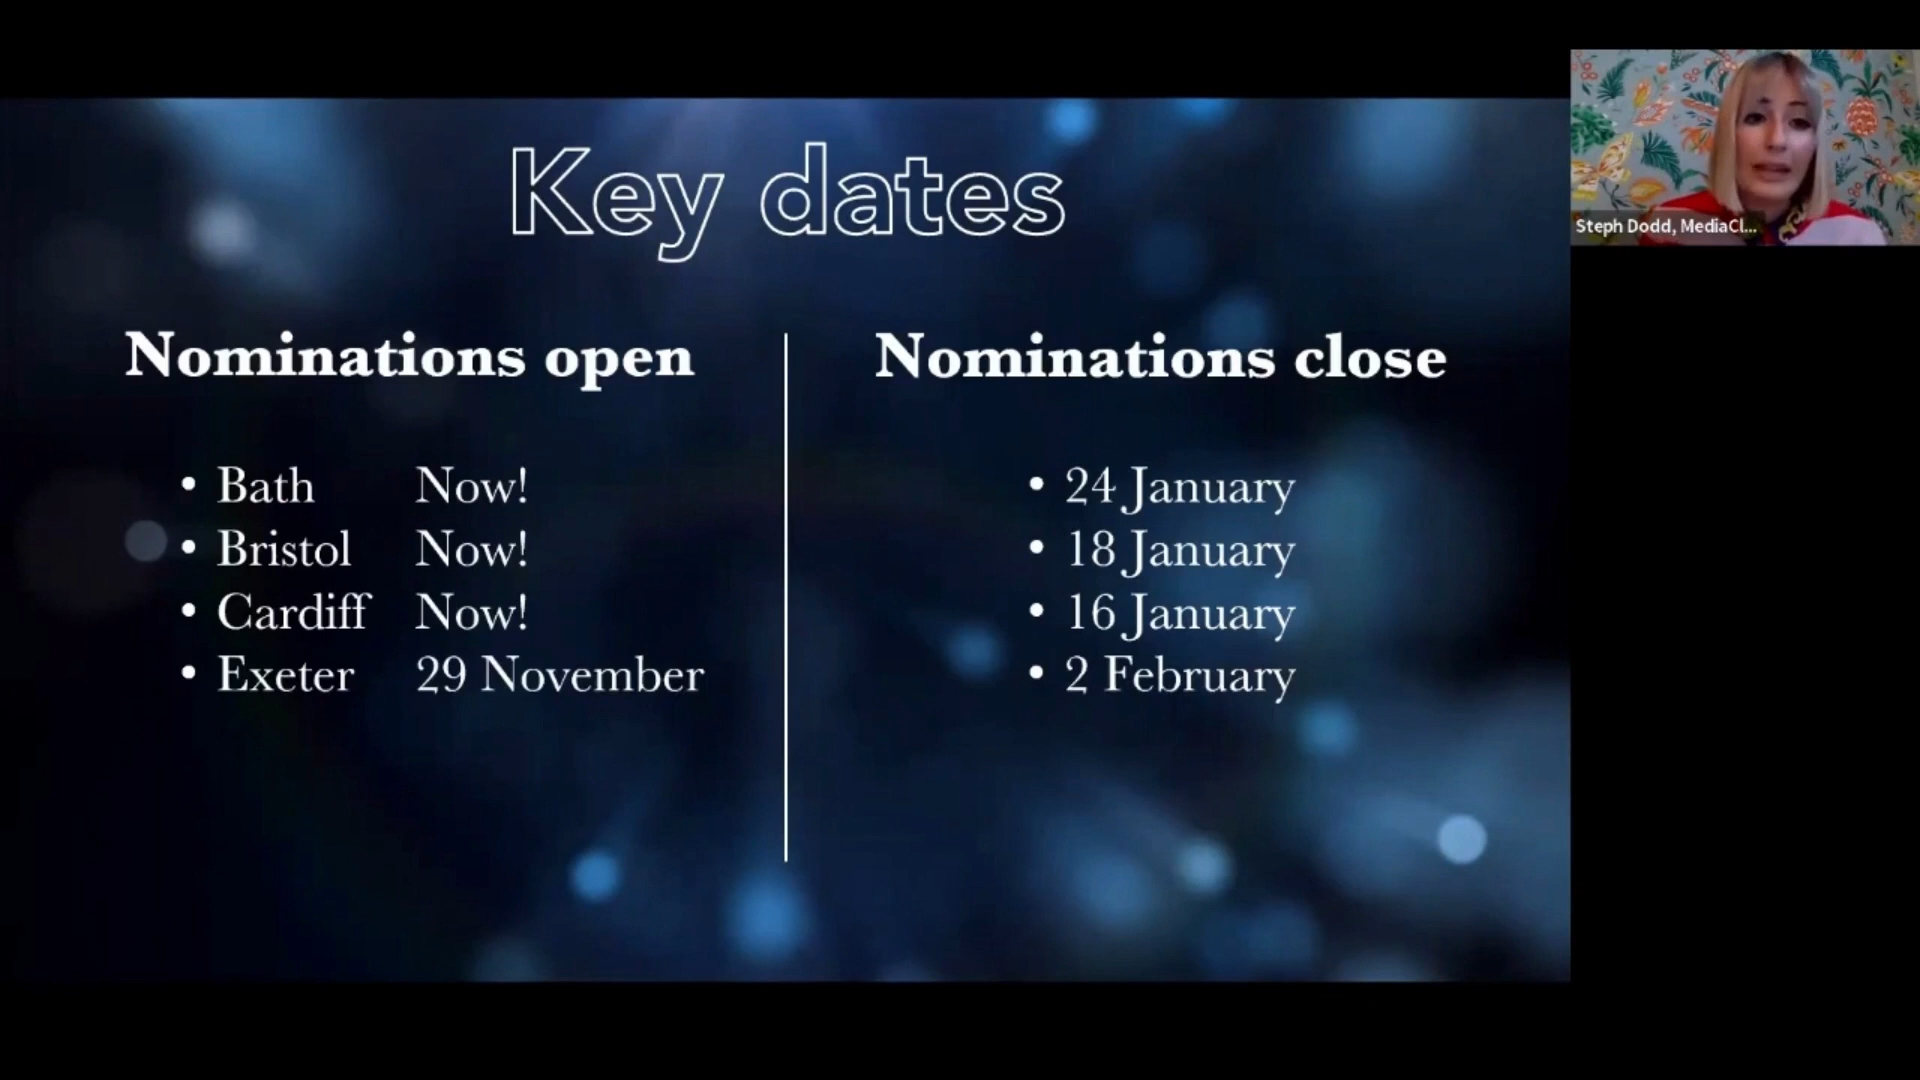 Key dates
Nominations open
• Bath Now!
• Bristol Now!
• Cardiff Now!
• Exeter 29 November
Nominations close
• 24 January
• 18 January
• 16 January
• 2 February
Steph Dodd, MediaCl...